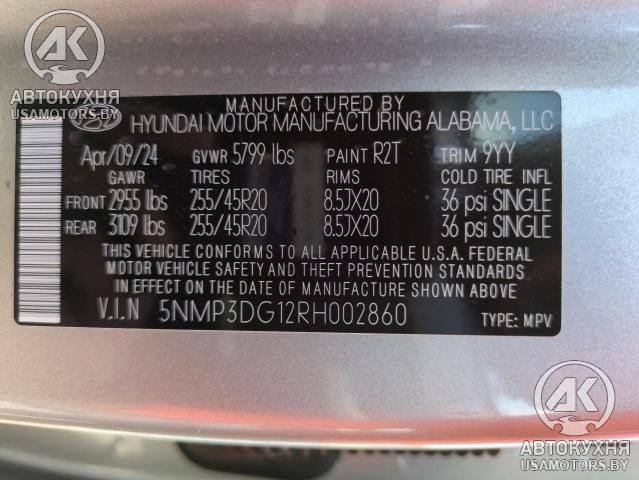 АК
АВТОКУХНЯ
USAMOTORS.BY
MANUFACTURED BY
HYUNDAI MOTOR MANUFACTURING ALABAMA, LLC
Apr/09/24 GVWR 5799 lbs PAINT R2T TRIM 9YY
GAWR TIRES RIMS COLD TIRE INFL
FRONT 2955 lbs 255/45R20 8.5JX20 36 psi SINGLE
REAR 3109 lbs 255/45R20 8.5JX20 36 psi SINGLE
THIS VEHICLE CONFORMS TO ALL APPLICABLE U.S.A. FEDERAL
MOTOR VEHICLE SAFETY AND THEFT PREVENTION STANDARDS
IN EFFECT ON THE DATE OF MANUFACTURE SHOWN ABOVE.
V.I.N 5NMP3DG12RH002860 TYPE: MPV
АК
АВТОКУХНЯ
USAMOTORS.BY